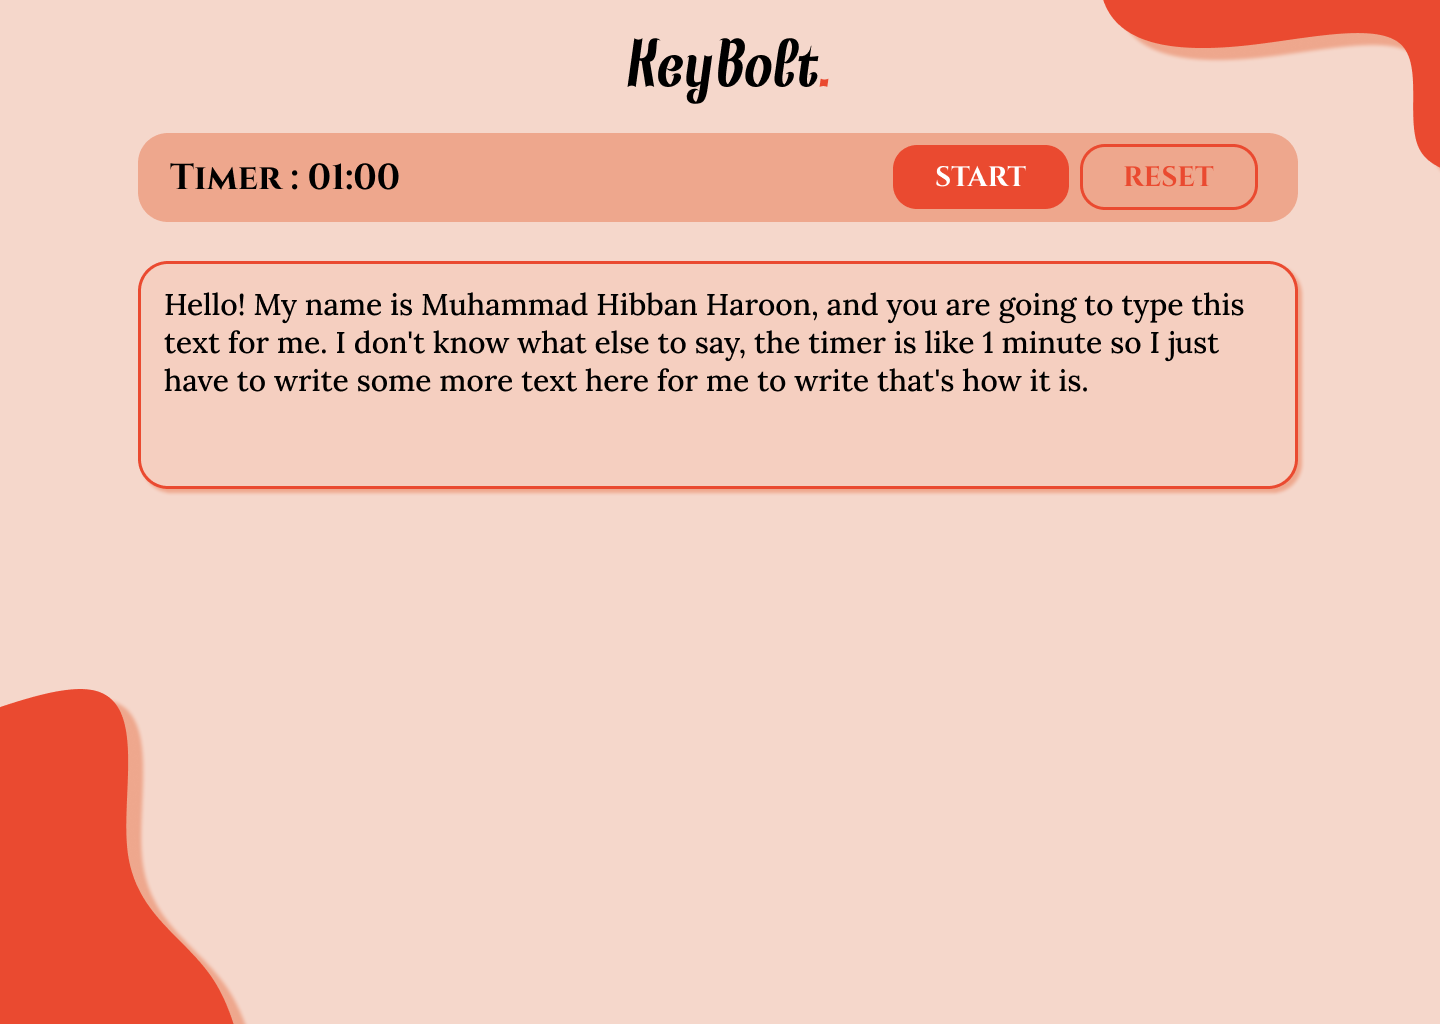 KeyBolt.
Timer : 01:00
START
RESET
Hello! My name is Muhammad Hibban Haroon, and you are going to type this
text for me. I don't know what else to say, the timer is like 1 minute so I just
have to write some more text here for me to write that's how it is.